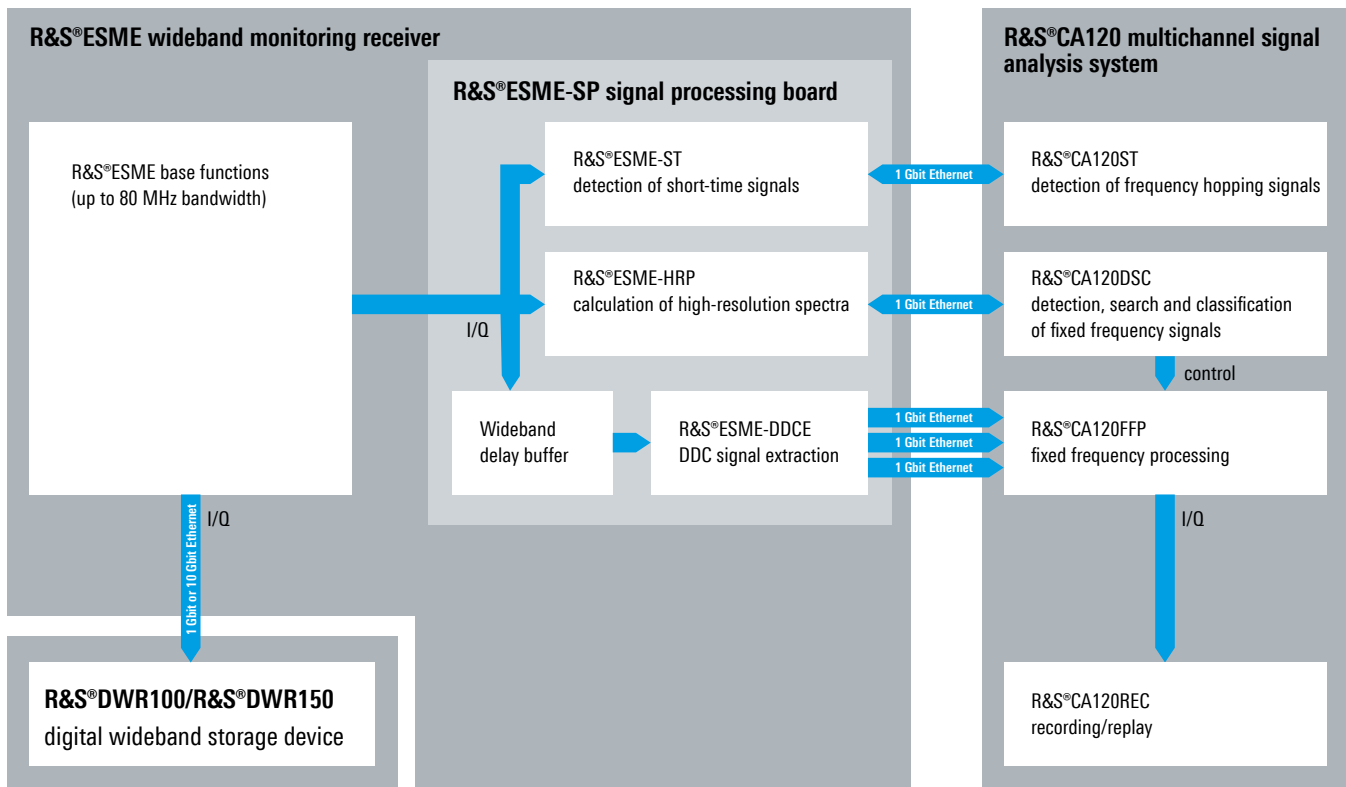 R&S®ESME wideband monitoring receiver
R&S®ESME base functions
(up to 80 MHz bandwidth)
I/Q
R&S®ESME-SP signal processing board
R&S®ESME-ST
detection of short-time signals
R&S®ESME-HRP
calculation of high-resolution spectra
Wideband
delay buffer
R&S®ESME-DDCE
DDC signal extraction
1 Gbit Ethernet
1 Gbit Ethernet
1 Gbit Ethernet
1 Gbit Ethernet
1 Gbit Ethernet
R&S®CA120 multichannel signal
analysis system
R&S®CA120ST
detection of frequency hopping signals
R&S®CA120DSC
detection, search and classification
of fixed frequency signals
control
R&S®CA120FFP
fixed frequency processing
I/Q
R&S®CA120REC
recording/replay
I/Q
1 Gbit or 10 Gbit Ethernet
R&S®DWR100/R&S®DWR150
digital wideband storage device